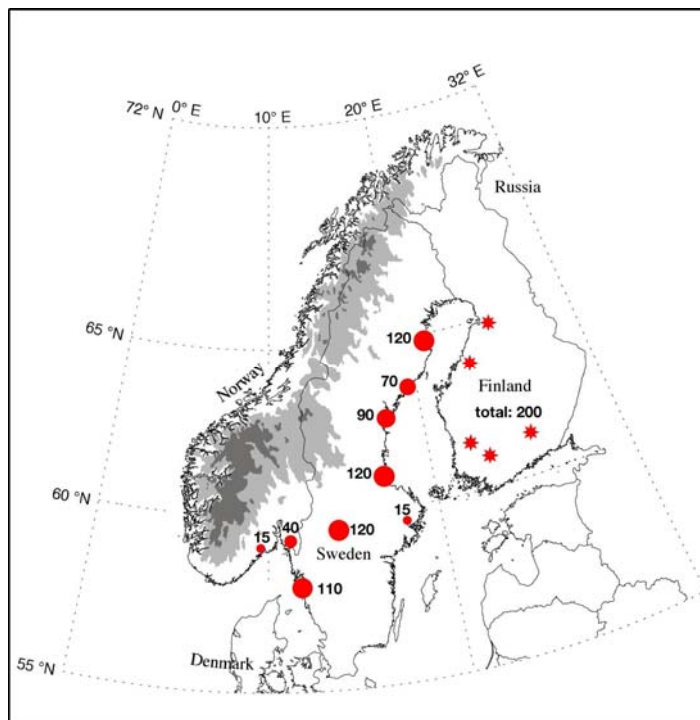 32° E
20° E
10° E
0° E
72° N
Russia
65 °N
120
Norway
70
Finland
total: 200
90
60 °N
120
15
15
40
120
Sweden
110
Denmark
55 °N